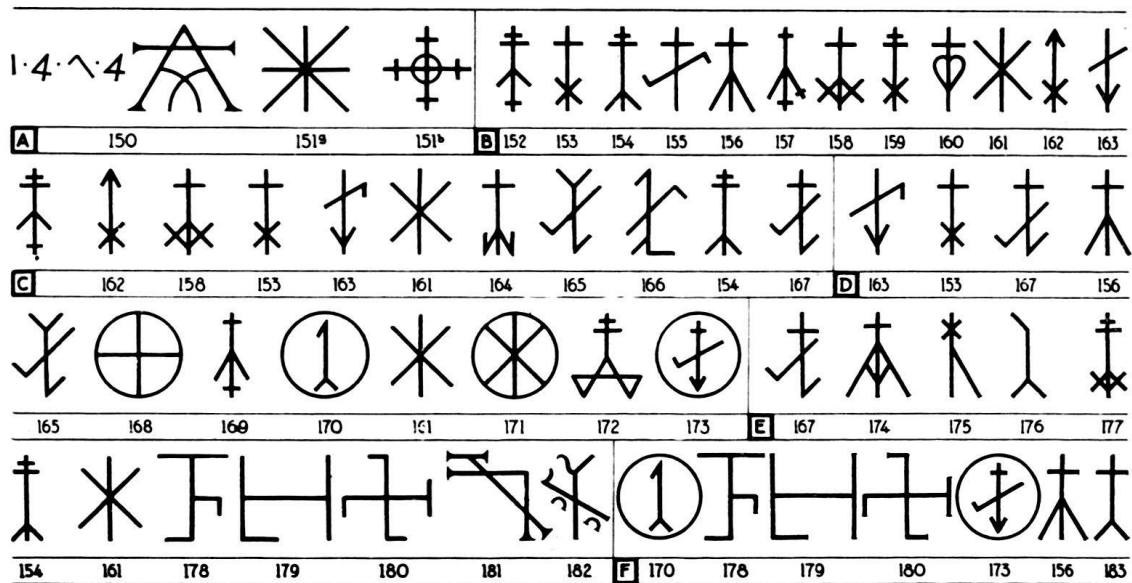 1·4·7·4
A 150 151a 151b B 152 153 154 155 156 157 158 159 160 161 162 163
C 162 158 153 163 161 164 165 166 154 167 D 163 153 167 156
165 168 169 170 161 171 172 173 E 167 174 175 176 177
154 161 178 179 180 181 182 F 170 178 179 180 173 156 183